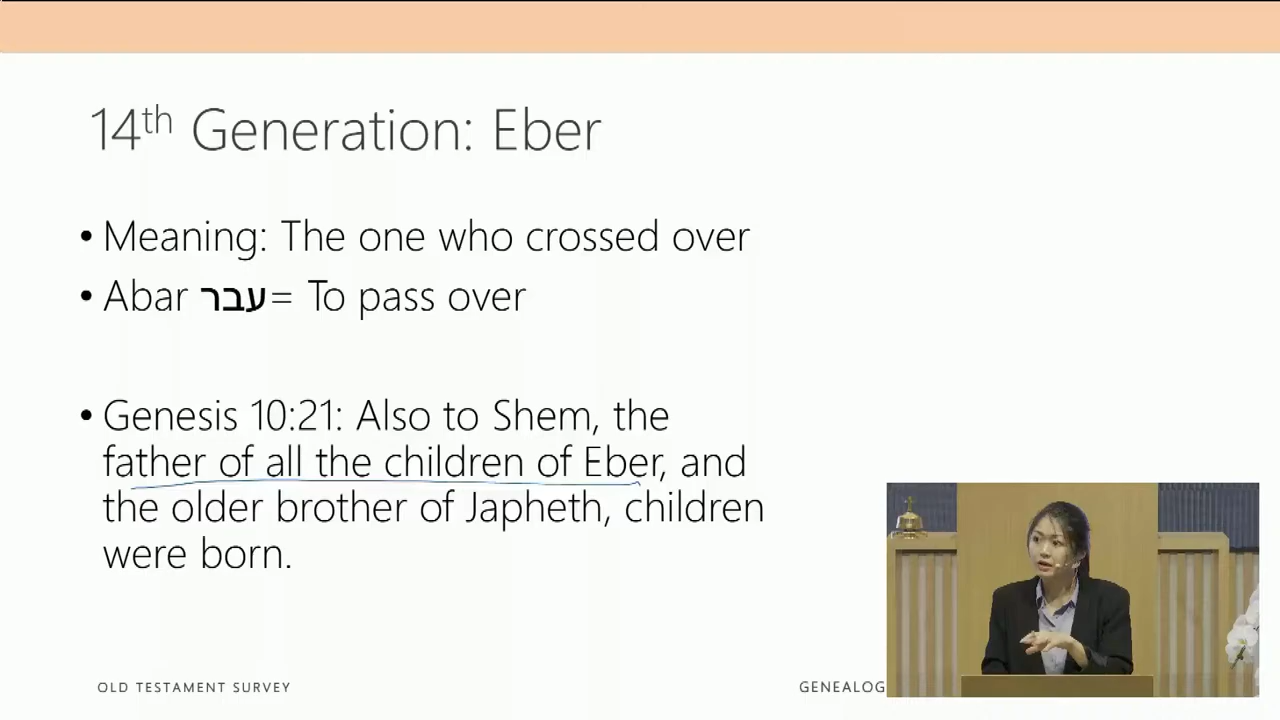 14th Generation: Eber
• Meaning: The one who crossed over
• Abar עבר= To pass over
• Genesis 10:21: Also to Shem, the
father of all the children of Eber, and
the older brother of Japheth, children
were born.
OLD TESTAMENT SURVEY
GENEALOG